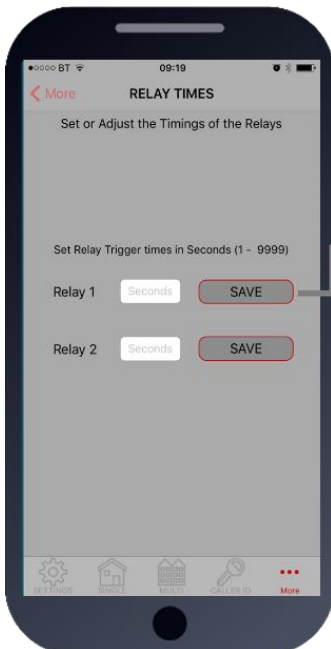 BT 09:19
More RELAY TIMES
Set or Adjust the Timings of the Relays
Set Relay Trigger times in Seconds (1 - 9999)
Relay 1 Seconds SAVE
Relay 2 Seconds SAVE
SETTINGS SINGLE MULTI CALLER ID More